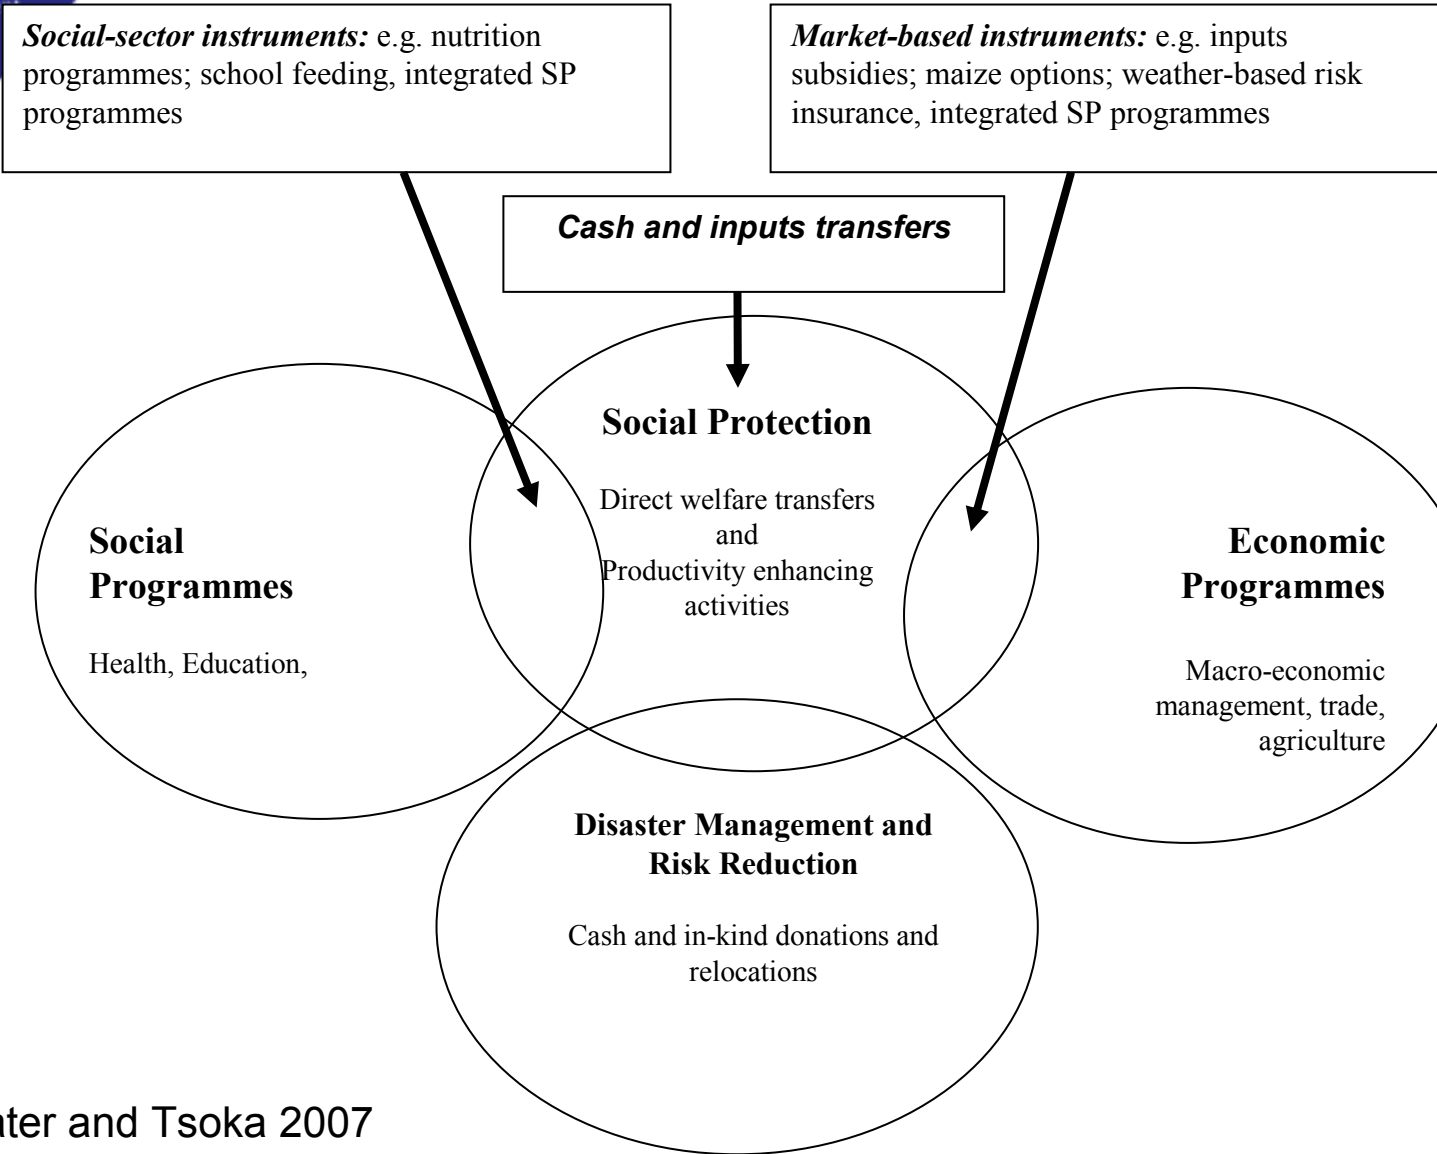 Social-sector instruments: e.g. nutrition
programmes; school feeding, integrated SP
programmes
Market-based instruments: e.g. inputs
subsidies; maize options; weather-based risk
insurance, integrated SP programmes
Cash and inputs transfers
Social Protection
Direct welfare transfers
and
Productivity enhancing
activities
Social
Programmes
Health, Education,
Economic
Programmes
Macro-economic
management, trade,
agriculture
Disaster Management and
Risk Reduction
Cash and in-kind donations and
relocations
and Tsoka 2007